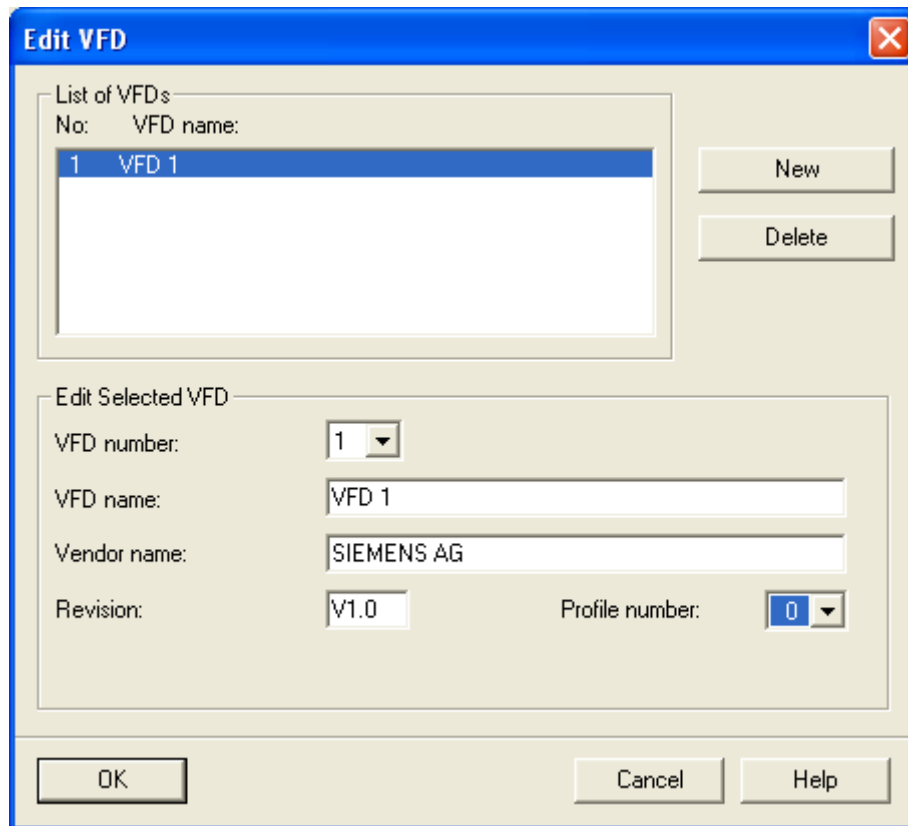 Edit VFD
List of VFDs
No: VFD name:
1 VFD 1
New
Delete
Edit Selected VFD
VFD number: 1
VFD name: VFD 1
Vendor name: SIEMENS AG
Revision: V1.0 Profile number: 0
OK Cancel Help